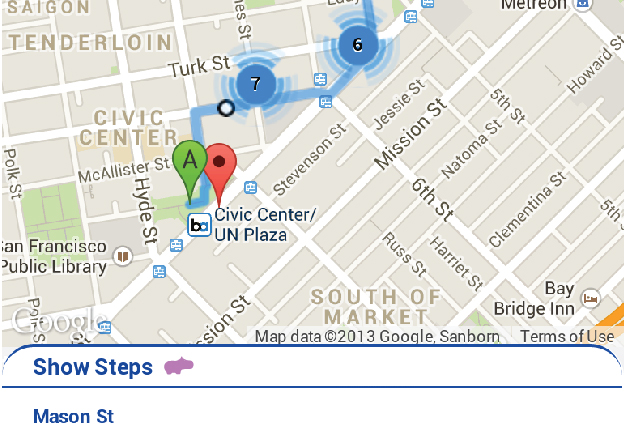 SAIGON
Metreon
TENDERLOIN
6
Turk St
7
Howard St
Jessie St
5th St
CIVIC
CENTER
Mission St
Natoma St
Stevenson St
McAllister St
A
Polk St
Hyde St
6th St
Clementina St
5th
Civic Center/
UN Plaza
ba
San Francisco
Public Library
Russ St
Harriet St
Bay
Bridge Inn
SOUTH OF
MARKET
Google
Map data ©2013 Google, Sanborn
Terms of Use
Show Steps
Mason St